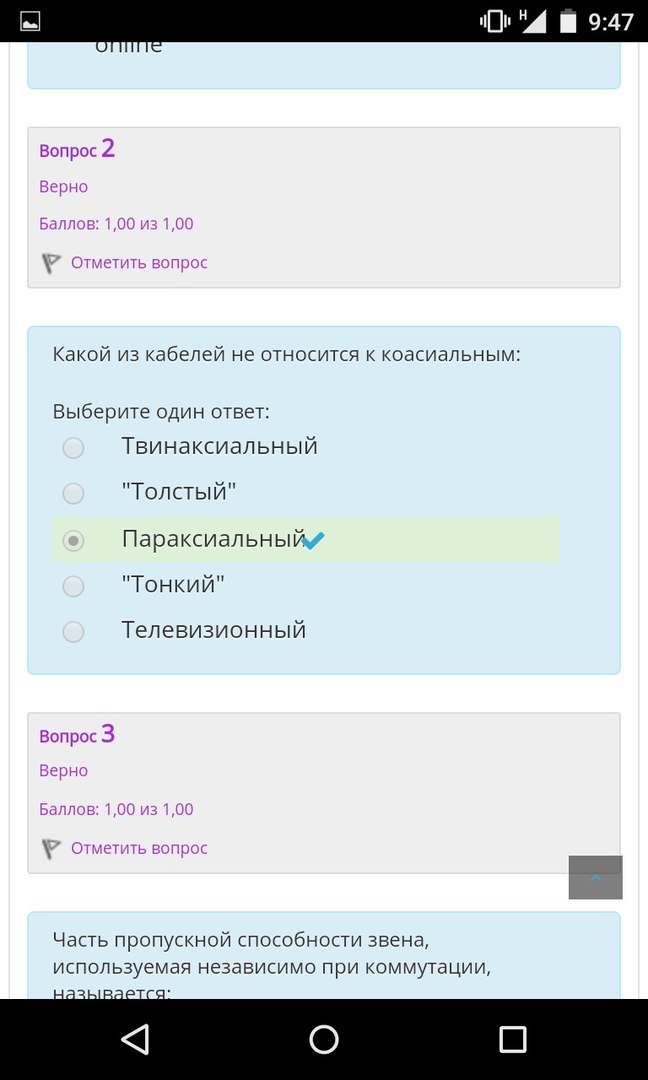 H 9:47
online
Вопрос 2
Верно
Баллов: 1,00 из 1,00
Отметить вопрос
Какой из кабелей не относится к коасиальным:
Выберите один ответ:
Твинаксиальный
"Толстый"
Параксиальный
"Тонкий"
Телевизионный
Вопрос 3
Верно
Баллов: 1,00 из 1,00
Отметить вопрос
Часть пропускной способности звена,
используемая независимо при коммутации,
называется: